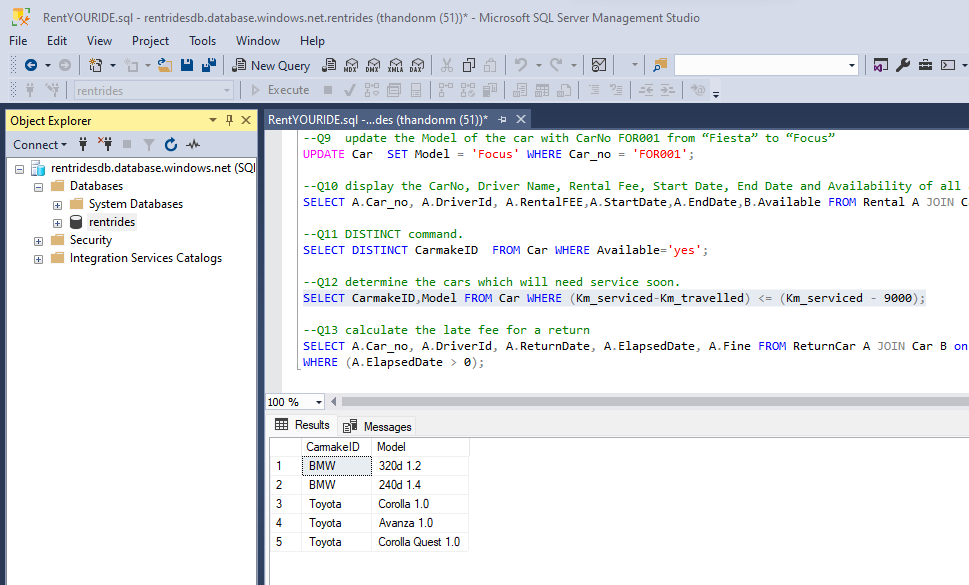 RentYOURIDE.sql - rentridesdb.database.windows.net.rentrides (thandonm (51))* - Microsoft SQL Server Management Studio
File Edit View Project Tools Window Help
New Query MDX DMX XMLA DAX
rentrides Execute
Object Explorer
Connect
rentridesdb.database.windows.net (SQL
Databases
System Databases
rentrides
Security
Integration Services Catalogs
RentYOURIDE.sql -...des (thandonm (51))*
--Q9 update the Model of the car with CarNo FOR001 from “Fiesta” to “Focus”
UPDATE Car SET Model = 'Focus' WHERE Car_no = 'FOR001';
--Q10 display the CarNo, Driver Name, Rental Fee, Start Date, End Date and Availability of all
SELECT A.Car_no, A.DriverId, A.RentalFEE,A.StartDate,A.EndDate,B.Available FROM Rental A JOIN C
--Q11 DISTINCT command.
SELECT DISTINCT CarmakeID FROM Car WHERE Available='yes';
--Q12 determine the cars which will need service soon.
SELECT CarmakeID,Model FROM Car WHERE (Km_serviced-Km_travelled) <= (Km_serviced - 9000);
--Q13 calculate the late fee for a return
SELECT A.Car_no, A.DriverId, A.ReturnDate, A.ElapsedDate, A.Fine FROM ReturnCar A JOIN Car B on
WHERE (A.ElapsedDate > 0);
100 %
Results Messages
CarmakeID Model
1 BMW 320d 1.2
2 BMW 240d 1.4
3 Toyota Corolla 1.0
4 Toyota Avanza 1.0
5 Toyota Corolla Quest 1.0